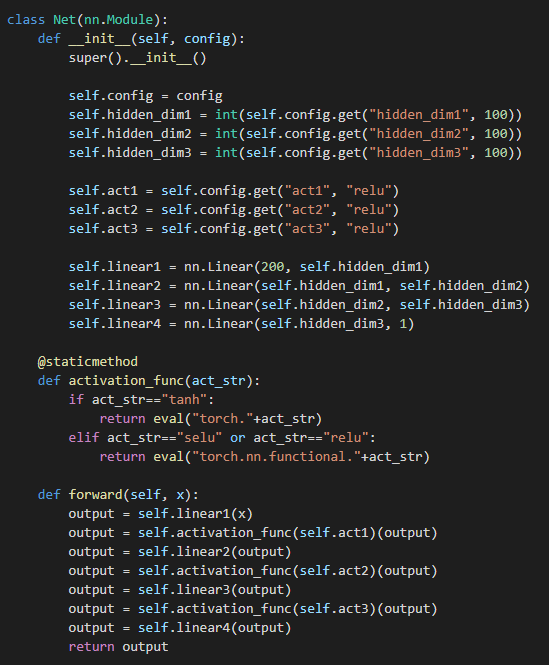 class Net(nn.Module):
    def __init__(self, config):
        super().__init__()

        self.config = config
        self.hidden_dim1 = int(self.config.get("hidden_dim1", 100))
        self.hidden_dim2 = int(self.config.get("hidden_dim2", 100))
        self.hidden_dim3 = int(self.config.get("hidden_dim3", 100))

        self.act1 = self.config.get("act1", "relu")
        self.act2 = self.config.get("act2", "relu")
        self.act3 = self.config.get("act3", "relu")

        self.linear1 = nn.Linear(200, self.hidden_dim1)
        self.linear2 = nn.Linear(self.hidden_dim1, self.hidden_dim2)
        self.linear3 = nn.Linear(self.hidden_dim2, self.hidden_dim3)
        self.linear4 = nn.Linear(self.hidden_dim3, 1)

    @staticmethod
    def activation_func(act_str):
        if act_str=="tanh":
            return eval("torch."+act_str)
        elif act_str=="selu" or act_str=="relu":
            return eval("torch.nn.functional."+act_str)

    def forward(self, x):
        output = self.linear1(x)
        output = self.activation_func(self.act1)(output)
        output = self.linear2(output)
        output = self.activation_func(self.act2)(output)
        output = self.linear3(output)
        output = self.activation_func(self.act3)(output)
        output = self.linear4(output)
        return output